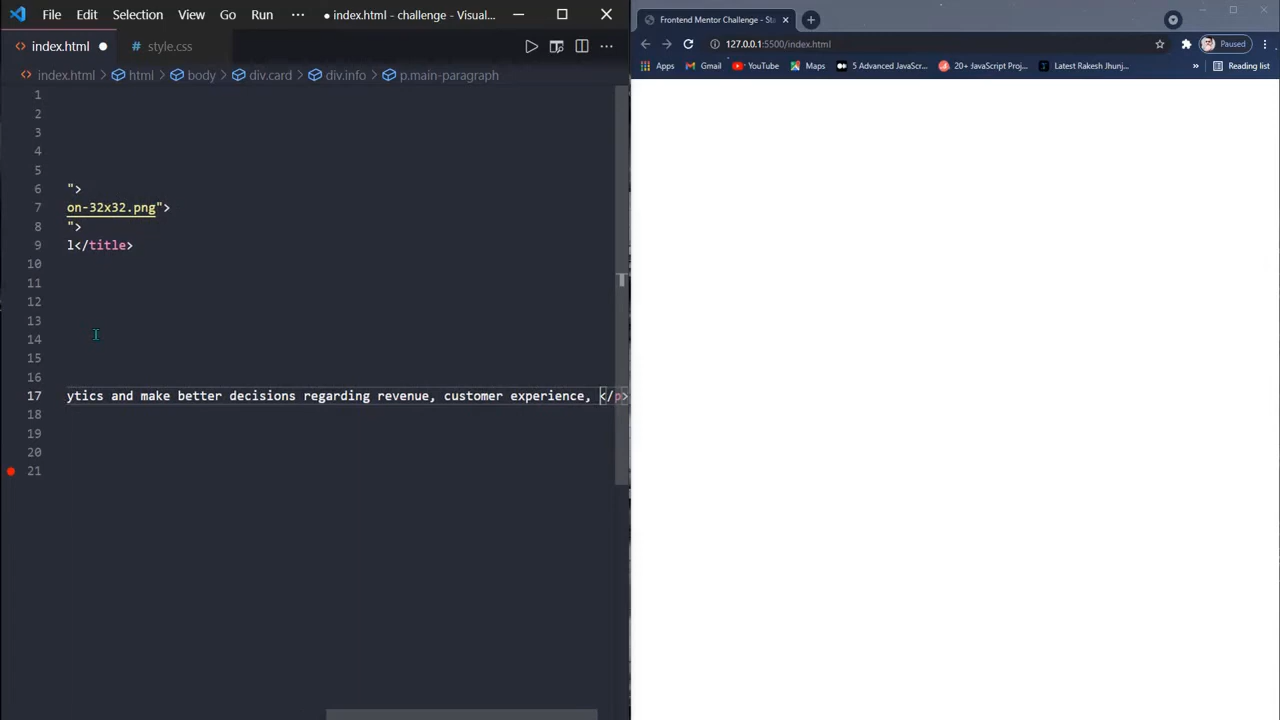 File Edit Selection View Go Run ··· ● index.html - challenge - Visual...
index.html ● style.css
index.html > html > body > div.card > div.info > p.main-paragraph
1
2
3
4
5
6 ">
7 on-32x32.png">
8 ">
9 l</title>
10
11
12
13
14
15
16
17 ytics and make better decisions regarding revenue, customer experience, </p>
18
19
20
21
Frontend Mentor Challenge - Sta
127.0.0.1:5500/index.html
Paused
Apps Gmail YouTube Maps 5 Advanced JavaScr... 20+ JavaScript Proj... Latest Rakesh Jhunj... » Reading list